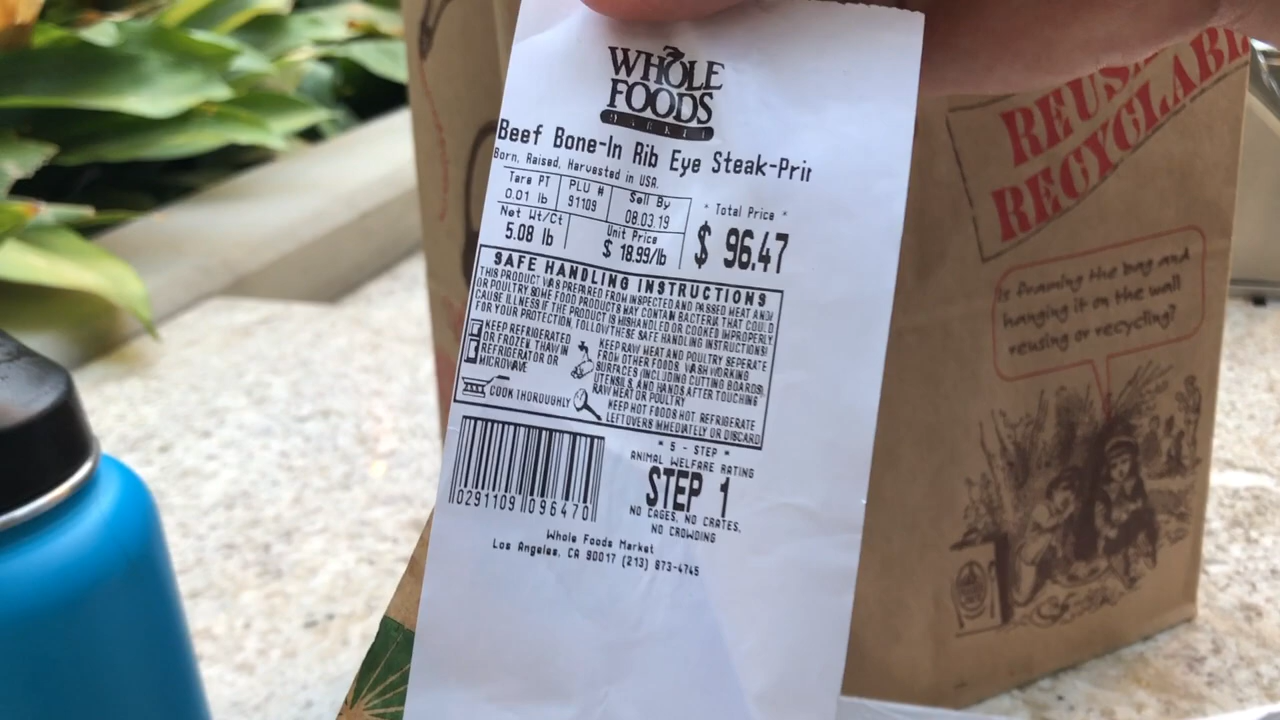 WHOLE
FOODS
MARKET
Beef Bone-In Rib Eye Steak-Prir
Born, Raised, Harvested in USA.
Tare PT
0.01 lb
PLU #
91109
Sell By
08.03.19
Net Wt/Ct
5.08 lb
Unit Price
$ 18.99/lb
* Total Price *
$ 96.47
SAFE HANDLING INSTRUCTIONS
THIS PRODUCT WAS PREPARED FROM INSPECTED AND PASSED MEAT AND/
OR POULTRY SOME FOOD PRODUCTS MAY CONTAIN BACTERIA THAT COULD
CAUSE ILLNESS IF THE PRODUCT IS MISHANDLED OR COOKED IMPROPERLY
FOR YOUR PROTECTION, FOLLOW THESE SAFE HANDLING INSTRUCTIONS!
KEEP REFRIGERATED
OR FROZEN. THAW IN
REFRIGERATOR OR
MICROWAVE
KEEP RAW MEAT AND POULTRY SEPERATE
FROM OTHER FOODS. WASH WORKING
SURFACES (INCLUDING CUTTING BOARDS)
UTENSILS, AND HANDS AFTER TOUCHING
RAW MEAT OR POULTRY
COOK THOROUGHLY
KEEP HOT FOODS HOT REFRIGERATE
LEFTOVERS IMMEDIATELY OR DISCARD
0291109 096470
* 5 - STEP *
ANIMAL WELFARE RATING
STEP 1
NO CAGES, NO CRATES,
NO CROWDING
Whole Foods Market
Los Angeles, CA 90017 (213) 873-4745
REUSA
RECYCLABL
Is framing the bag and
hanging it on the wall
reusing or recycling?